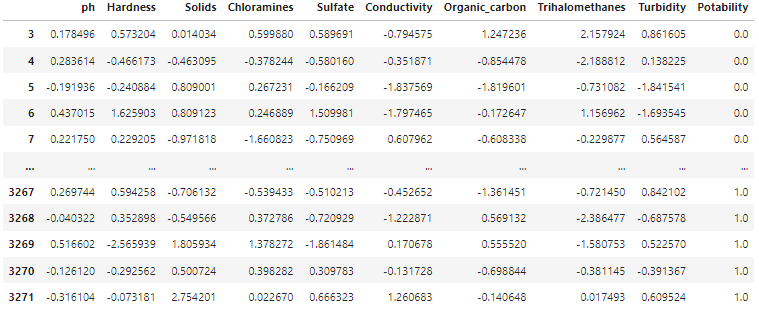 ph Hardness Solids Chloramines Sulfate Conductivity Organic_carbon Trihalomethanes Turbidity Potability
3 0.178496 0.573204 0.014034 0.599880 0.589691 -0.794575 1.247236 2.157924 0.861605 0.0
4 0.283614 -0.466103 -0.463095 -0.378244 -0.580160 -0.351871 -0.854478 -2.188812 0.138225 0.0
5 -0.191936 -0.240884 0.809001 0.267231 -0.166209 -1.837569 -1.819601 -0.731082 -1.841541 0.0
6 0.437015 1.625903 0.809123 0.246889 1.509981 -1.797465 -0.172647 1.156962 -1.693545 0.0
7 0.221750 0.229205 -0.971818 -1.660823 -0.750969 0.607962 -0.608338 -0.229877 0.564587 0.0
... ... ... ... ... ... ... ... ... ... ...
3267 0.269744 0.594258 -0.706132 -0.539433 -0.510213 -0.452652 -1.361451 -0.721450 0.842102 1.0
3268 -0.040322 0.352898 -0.549566 0.372786 -0.720929 -1.222871 0.569132 -2.386477 -0.687578 1.0
3269 0.516602 -2.565939 1.805934 1.378272 -1.861484 0.170678 0.555520 -1.580753 0.522570 1.0
3270 -0.126120 -0.292562 0.500724 0.398282 0.309783 -0.131728 -0.698844 -0.381145 -0.391367 1.0
3271 -0.316104 -0.073181 2.754201 0.022670 0.666323 1.260683 -0.140648 0.017493 0.609524 1.0